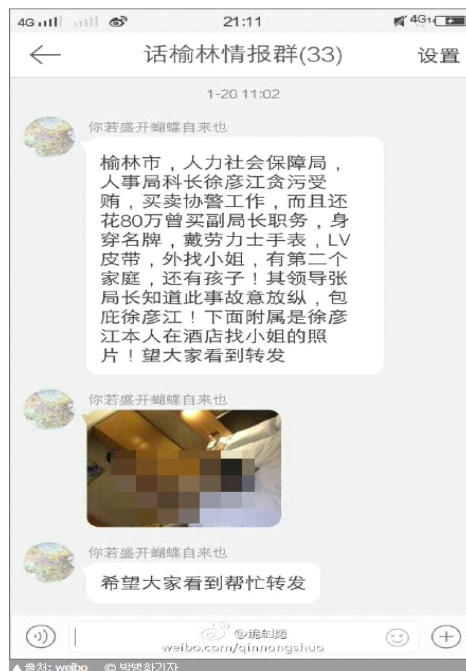 4G 21:11 4G
话榆林情报群(33) 设置
1-20 11:02
你若盛开蝴蝶自来也
榆林市，人力社会保障局，
人事局科长徐彦江贪污受
贿，买卖协警工作，而且还
花80万曾买副局长职务，身
穿名牌，戴劳力士手表，LV
皮带，外找小姐，有第二个
家庭，还有孩子！其领导张
局长知道此事故意放纵，包
庇徐彦江！下面附属是徐彦
江本人在酒店找小姐的照
片！望大家看到转发
你若盛开蝴蝶自来也
你若盛开蝴蝶自来也
希望大家看到帮忙转发
weibo.com/qinnongshuo
▲출처: weibo © 박병화기자